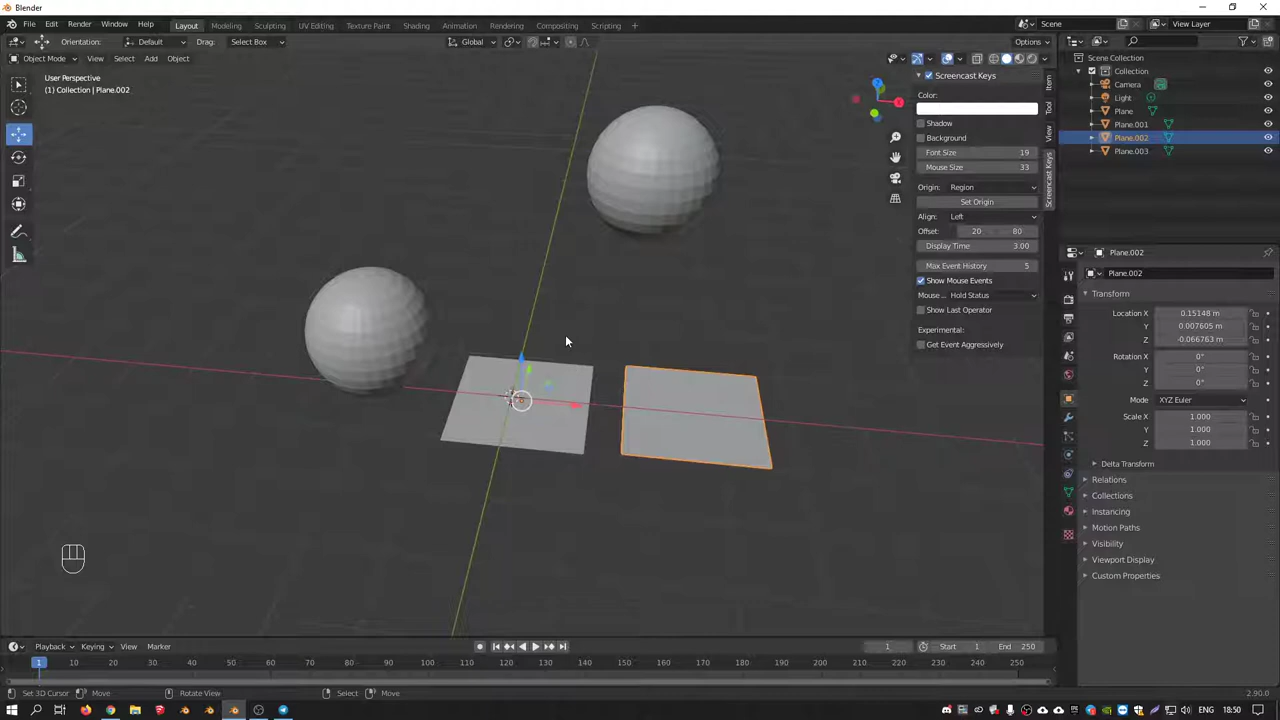 Blender
File Edit Render Window Help
Layout Modeling Sculpting UV Editing Texture Paint Shading Animation Rendering Compositing Scripting +
Scene
View Layer
Orientation: Default Drag: Select Box
Global
Options
Object Mode View Select Add Object
User Perspective
(1) Collection | Plane.002
Z
X
Screencast Keys
Color:
Shadow
Background
Font Size 19
Mouse Size 33
Origin: Region
Set Origin
Align: Left
Offset: 20 80
Display Time 3.00
Max Event History 5
Show Mouse Events
Mouse... Hold Status
Show Last Operator
Experimental:
Get Event Aggressively
Item
Tool
View
Screencast Keys
Scene Collection
Collection
Camera
Light
Plane
Plane.001
Plane.002
Plane.003
Plane.002
Plane.002
Transform
Location X 0.15148 m
Y 0.007605 m
Z -0.066763 m
Rotation X 0°
Y 0°
Z 0°
Mode XYZ Euler
Scale X 1.000
Y 1.000
Z 1.000
Delta Transform
Relations
Collections
Instancing
Motion Paths
Visibility
Viewport Display
Custom Properties
Playback Keying View Marker
1 Start 1 End 250
1 10 20 30 40 50 60 70 80 90 100 110 120 130 140 150 160 170 180 190 200 210 220 230 240 250
Set 3D Cursor Move Rotate View Select Move 2.90.0
ENG 18:50